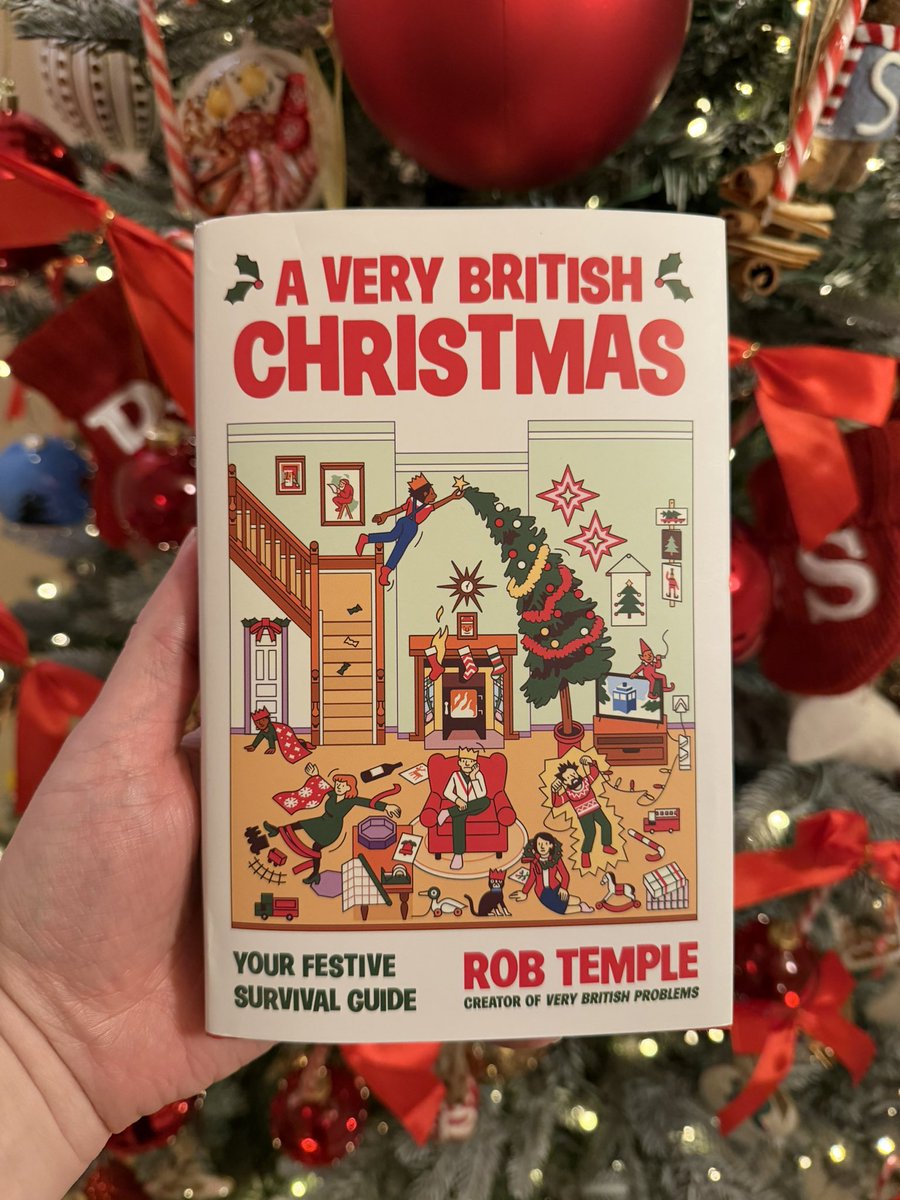 A VERY BRITISH
CHRISTMAS
YOUR FESTIVE
SURVIVAL GUIDE
ROB TEMPLE
CREATOR OF VERY BRITISH PROBLEMS
S
S